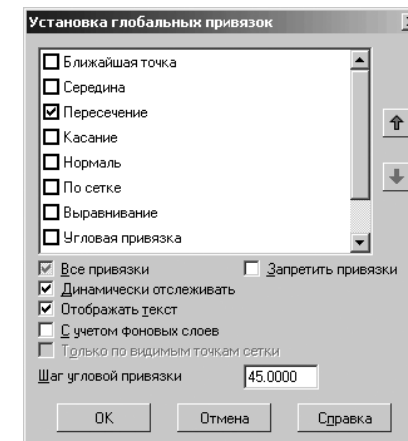 Установка глобальных привязок
Ближайшая точка
Середина
Пересечение
Касание
Нормаль
По сетке
Выравнивание
Угловая привязка
Все привязки Запретить привязки
Динамически отслеживать
Отображать текст
С учетом фоновых слоев
Только по видимым точкам сетки
Шаг угловой привязки 45.0000
OK Отмена Справка